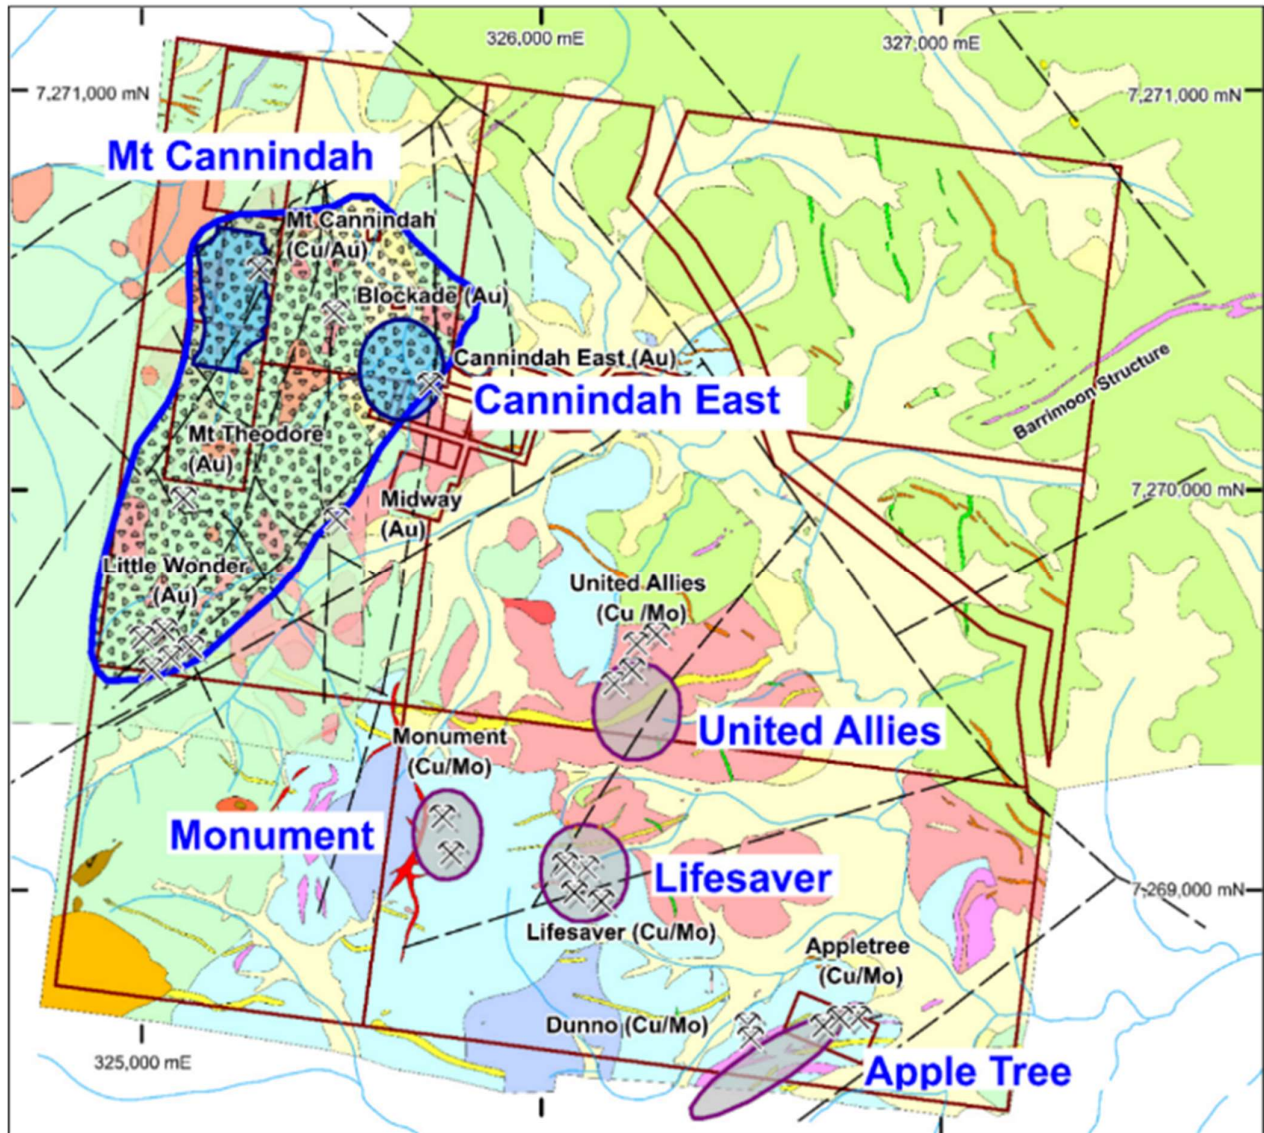 326,000 mE
327,000 mE
7,271,000 mN
7,271,000 mN
Mt Cannindah
Mt Cannindah
(Cu/Au)
Blockade (Au)
Cannindah East (Au)
Cannindah East
Barrimoon Structure
Mt Theodore
(Au)
Midway
(Au)
7,270,000 mN
Little Wonder
(Au)
United Allies
(Cu /Mo)
United Allies
Monument
(Cu/Mo)
Monument
Lifesaver
7,269,000 mN
Lifesaver (Cu/Mo)
Appletree
(Cu/Mo)
Dunno (Cu/Mo)
Apple Tree
325,000 mE